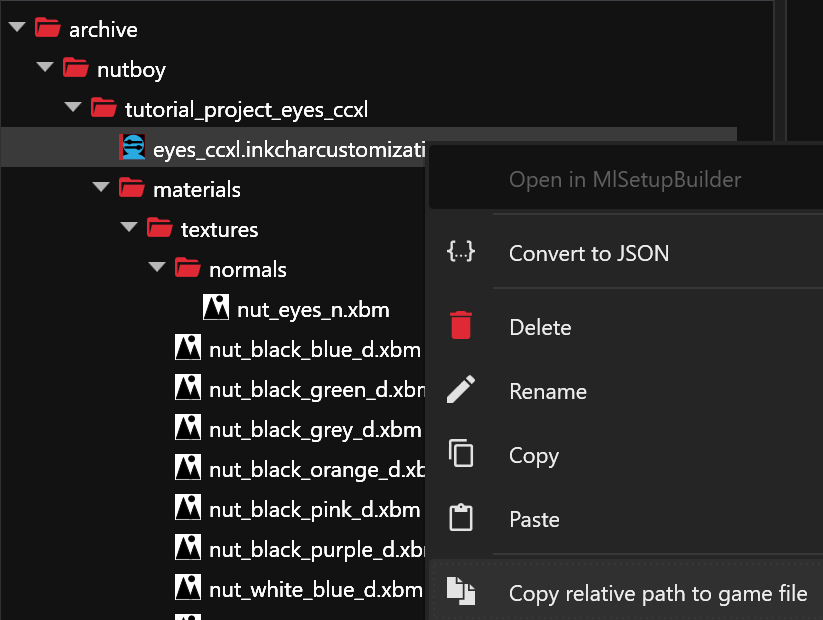 archive
nutboy
tutorial_project_eyes_ccxl
eyes_ccxl.inkcharcustomizati
materials
textures
normals
nut_eyes_n.xbm
nut_black_blue_d.xbm
nut_black_green_d.xbm
nut_black_grey_d.xbm
nut_black_orange_d.xb
nut_black_pink_d.xbm
nut_black_purple_d.xbm
nut_white_blue_d.xbm
Open in MlSetupBuilder
{...} Convert to JSON
Delete
Rename
Copy
Paste
Copy relative path to game file